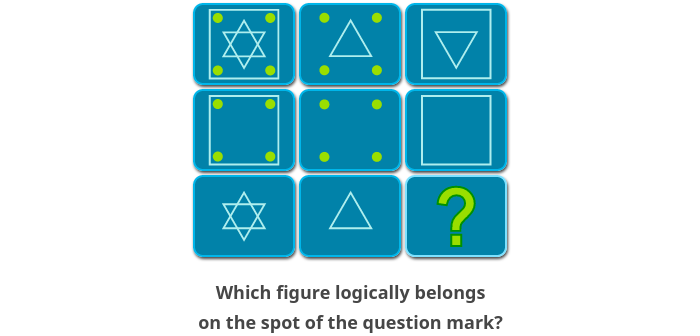 ?
Which figure logically belongs
on the spot of the question mark?